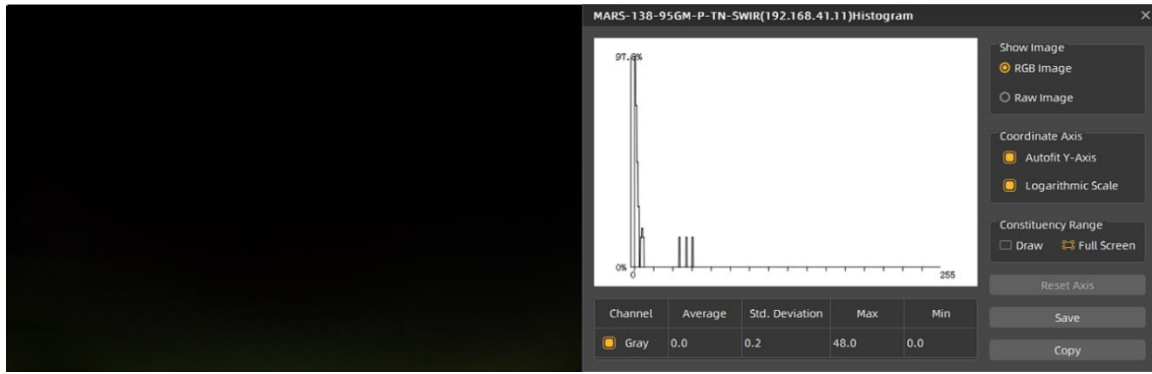 MARS-138-95GM-P-TN-SWIR(192.168.41.11)Histogram
97.8%
0%
0
255
Show Image
RGB Image
Raw Image
Coordinate Axis
Autofit Y-Axis
Logarithmic Scale
Constituency Range
Draw Full Screen
Reset Axis
Save
Copy
Channel Average Std. Deviation Max Min
Gray 0.0 0.2 48.0 0.0